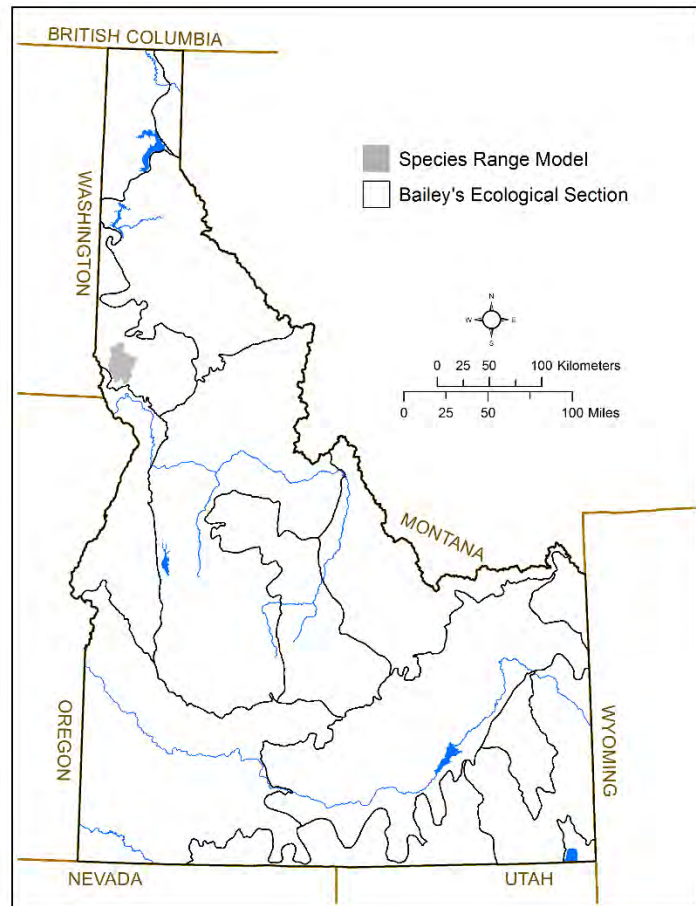 BRITISH COLUMBIA
WASHINGTON
Species Range Model
Bailey's Ecological Section
N
W E
S
0 25 50 100 Kilometers
0 25 50 100 Miles
MONTANA
OREGON
WYOMING
NEVADA
UTAH